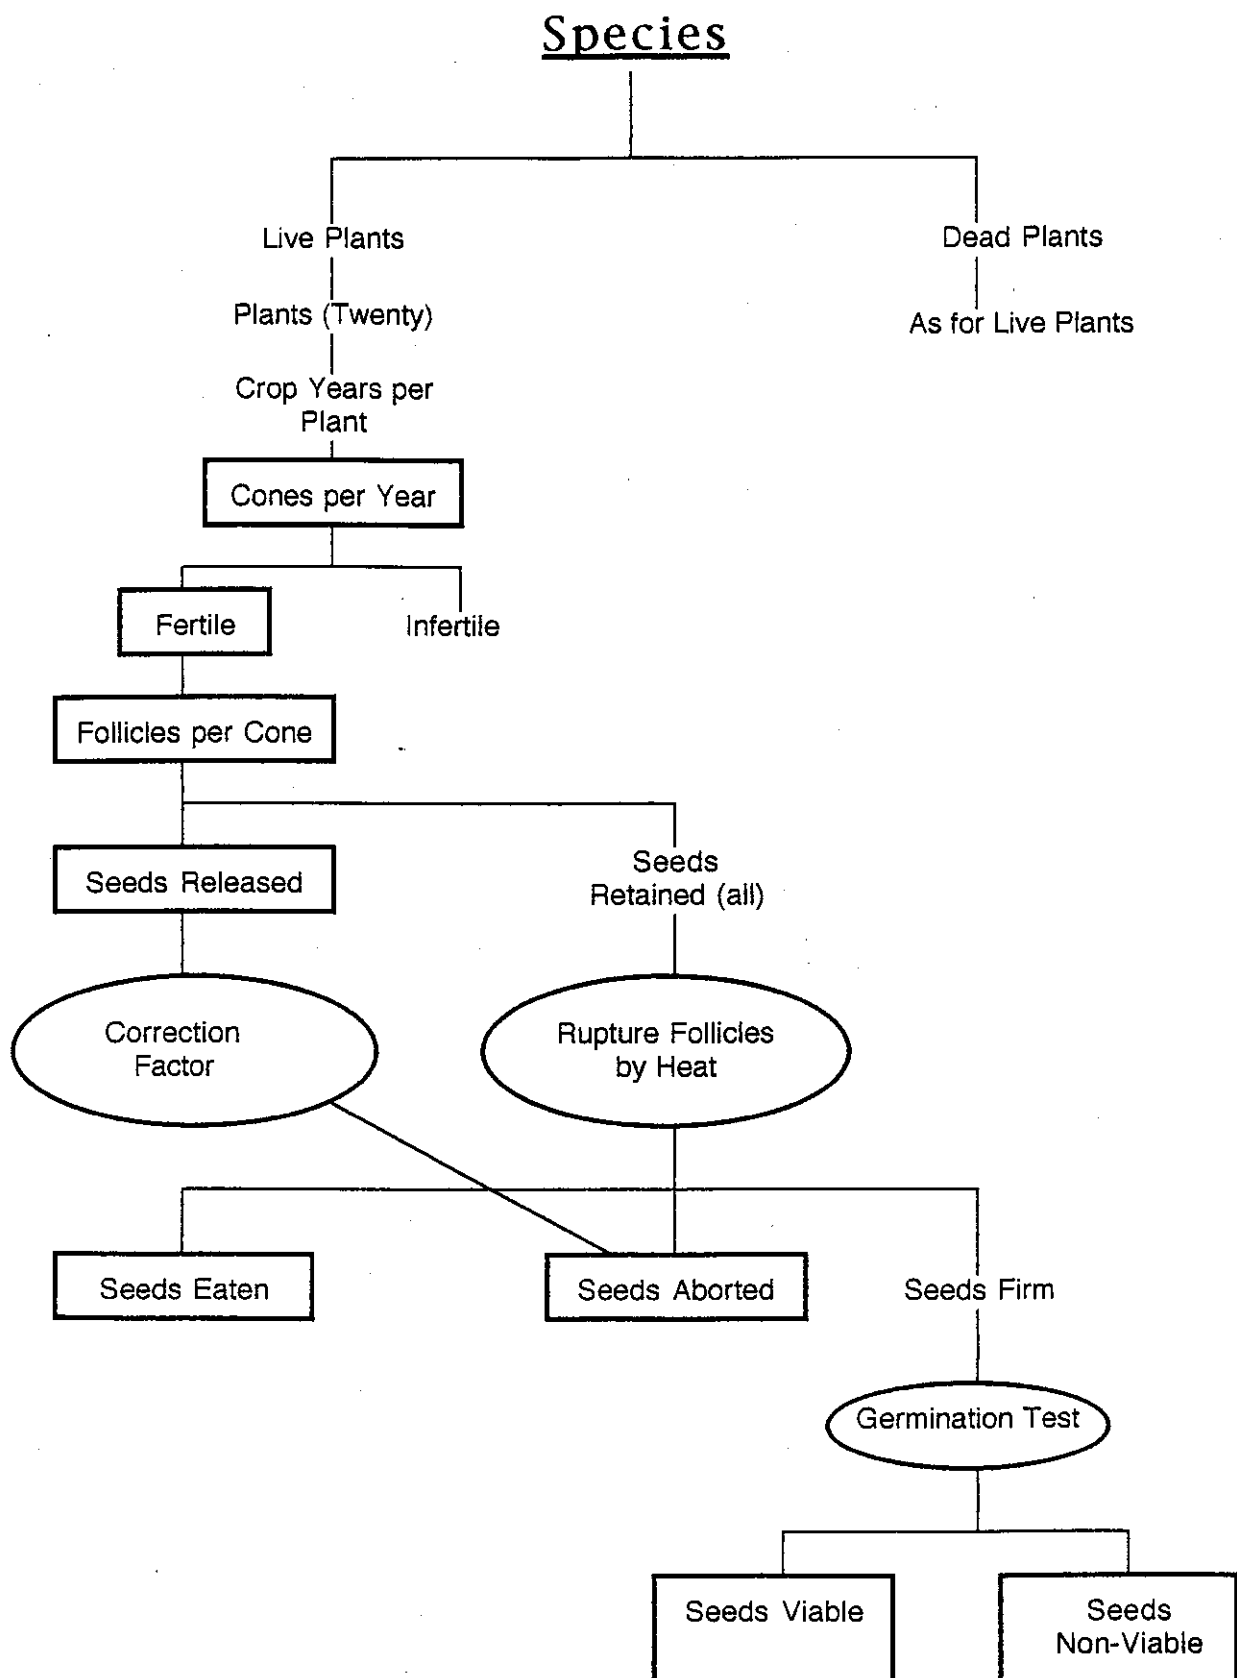 Species
Live Plants
Dead Plants
Plants (Twenty)
As for Live Plants
Crop Years per
Plant
Cones per Year
Fertile
Infertile
Follicles per Cone
Seeds Released
Seeds
Retained (all)
Correction
Factor
Rupture Follicles
by Heat
Seeds Eaten
Seeds Aborted
Seeds Firm
Germination Test
Seeds Viable
Seeds
Non-Viable